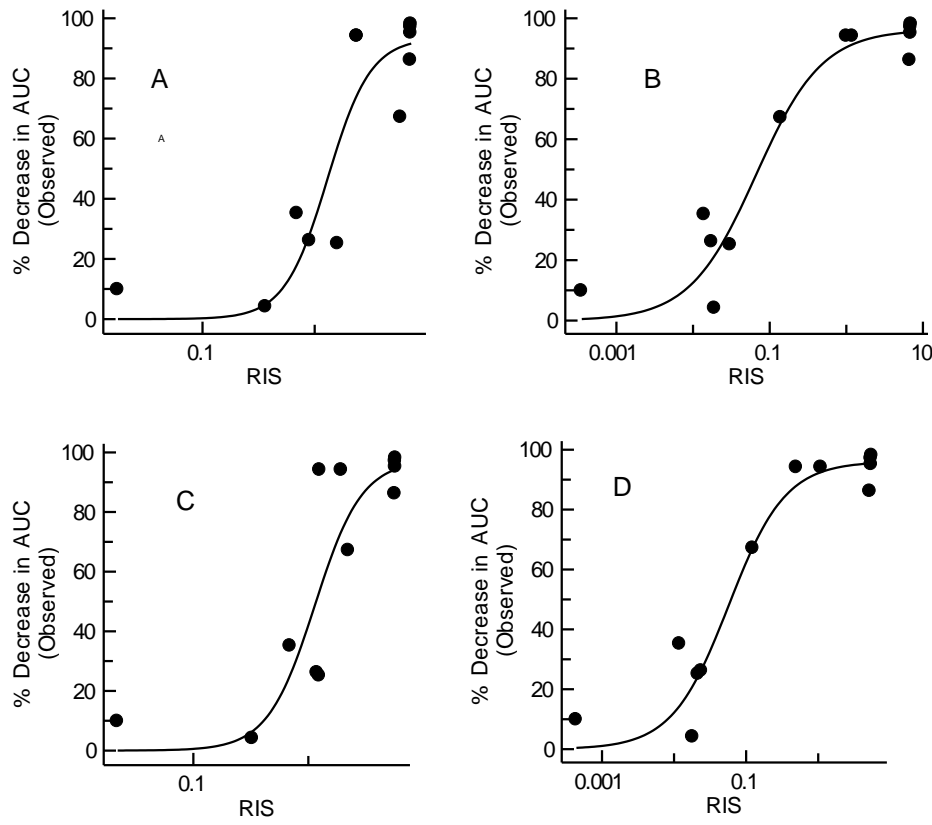 100
80
60
40
20
0
% Decrease in AUC
(Observed)
A
A
0.1
RIS
100
80
60
40
20
0
% Decrease in AUC
(Observed)
B
0.001
0.1
10
RIS
100
80
60
40
20
0
% Decrease in AUC
(Observed)
C
0.1
RIS
100
80
60
40
20
0
% Decrease in AUC
(Observed)
D
0.001
0.1
RIS